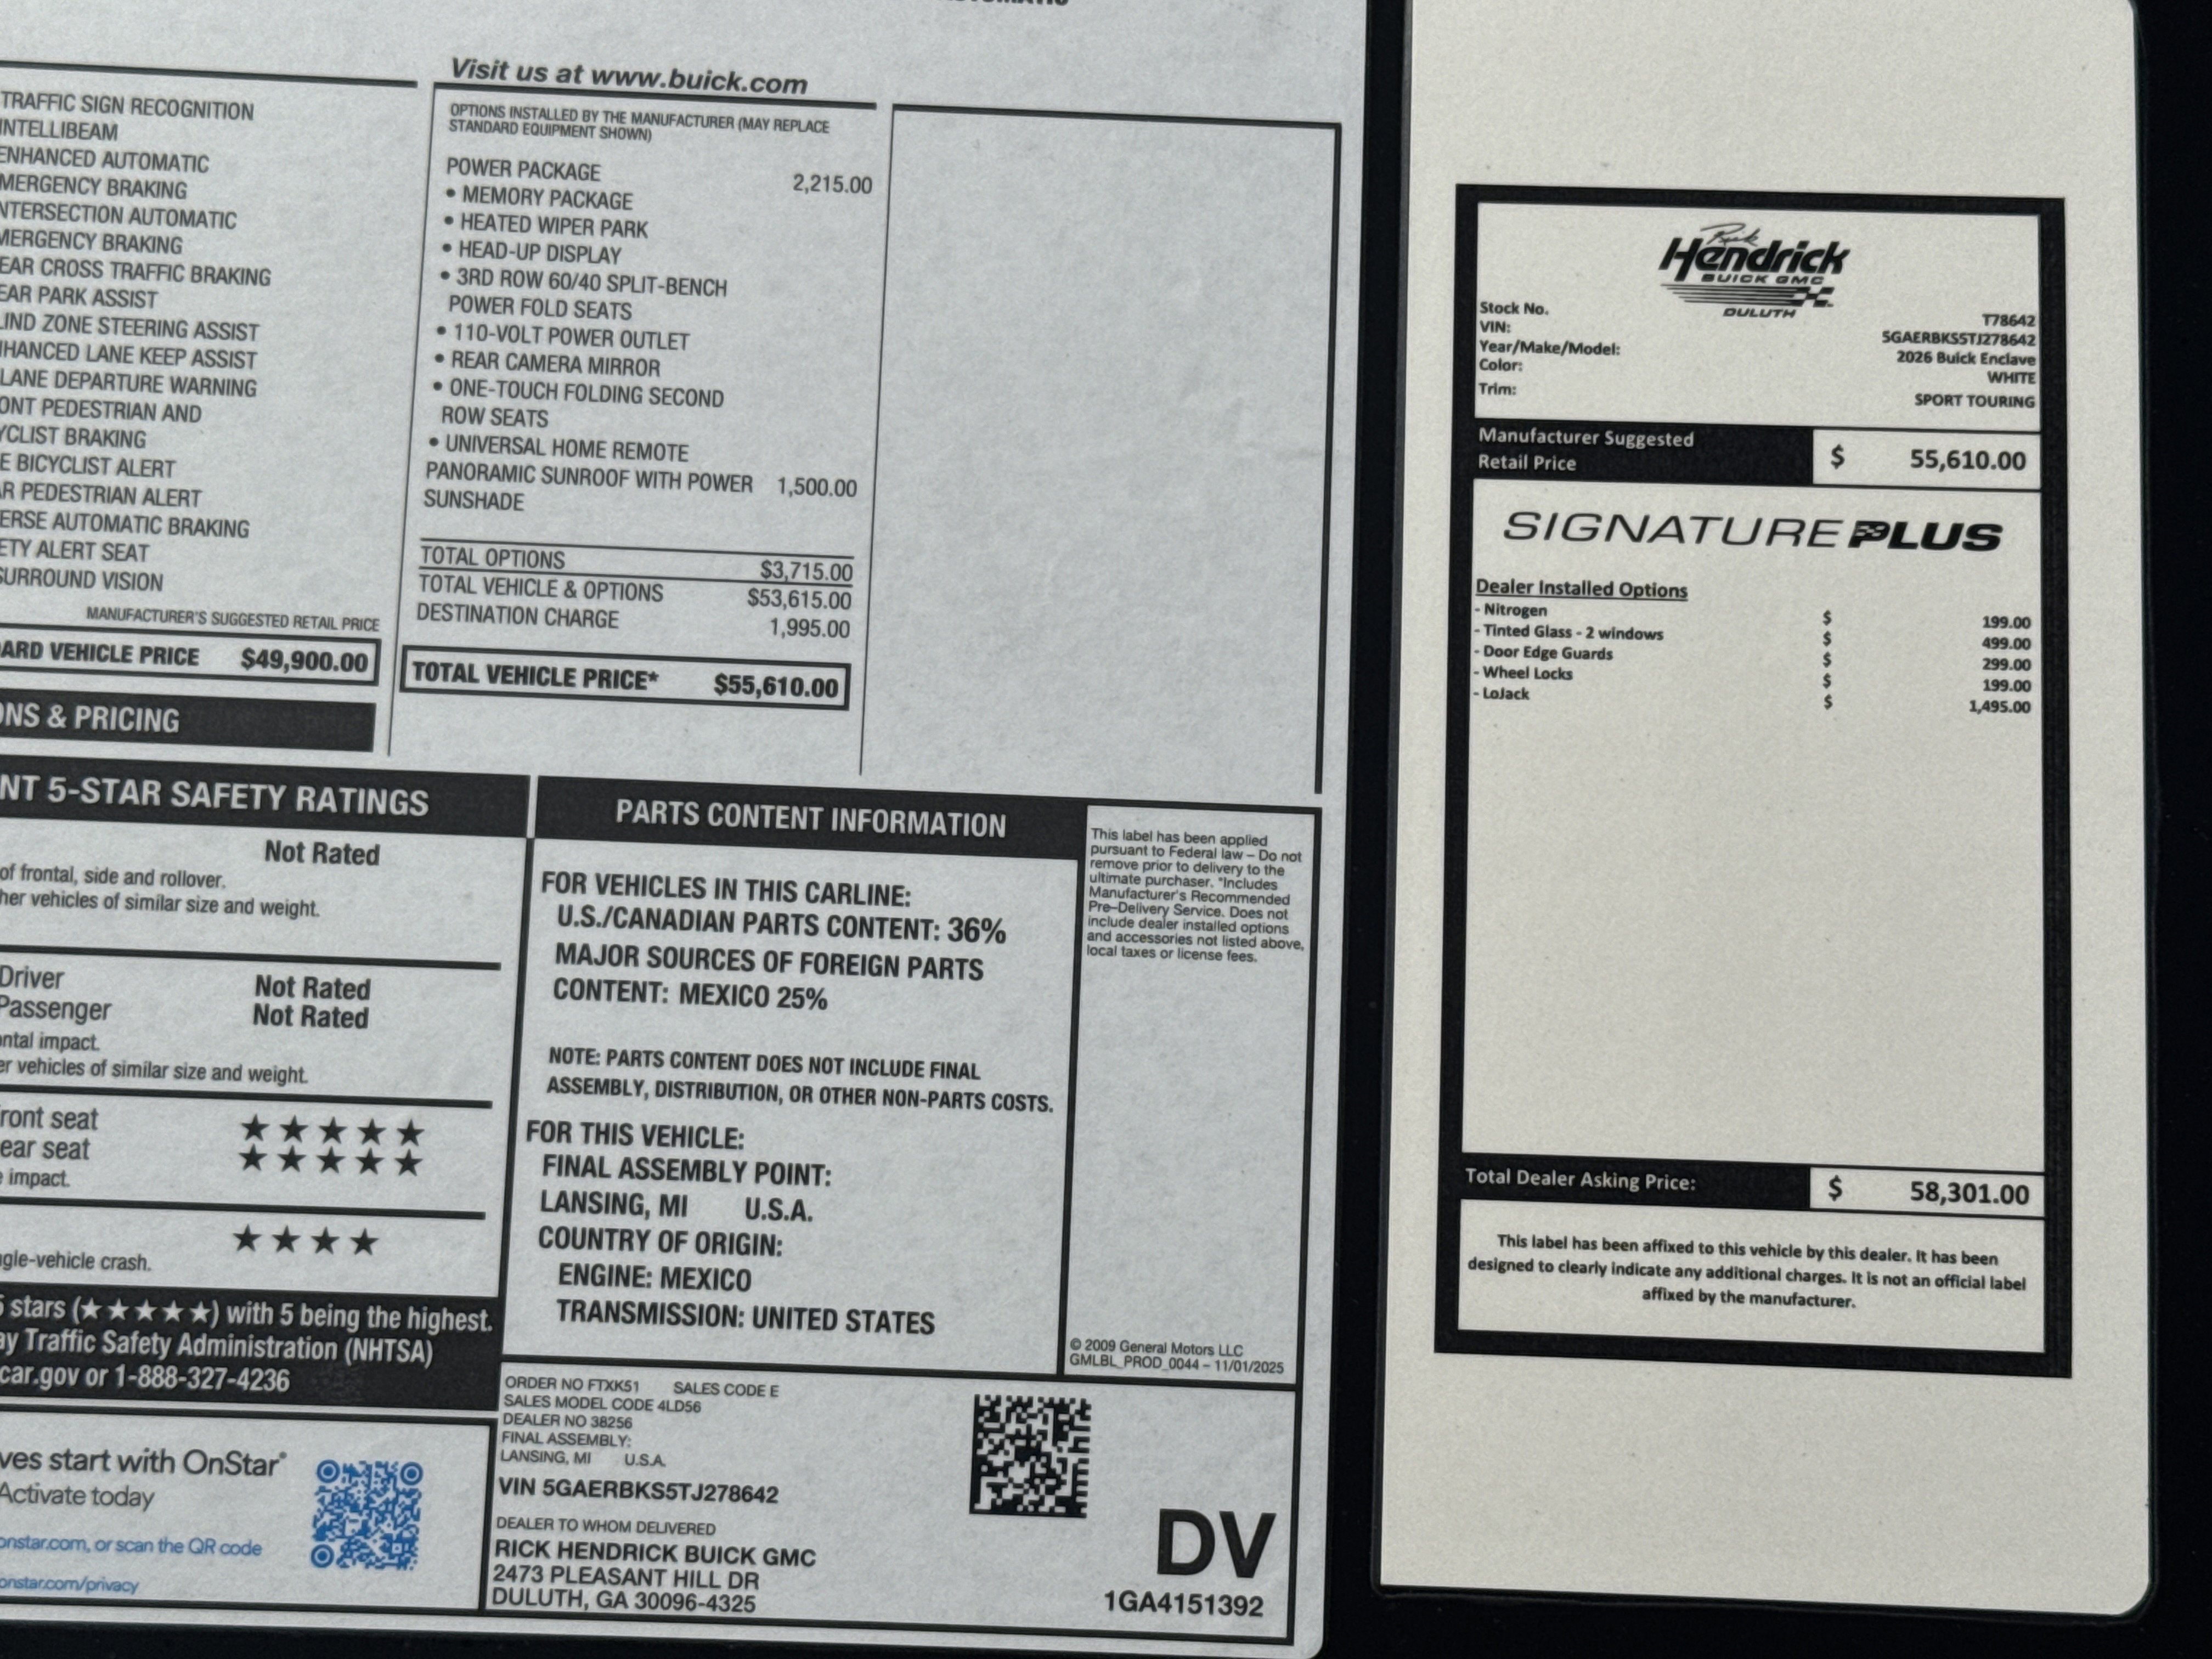 Visit us at www.buick.com
TRAFFIC SIGN RECOGNITION
INTELLIBEAM
ENHANCED AUTOMATIC
MERGENCY BRAKING
NTERSECTION AUTOMATIC
MERGENCY BRAKING
EAR CROSS TRAFFIC BRAKING
EAR PARK ASSIST
LIND ZONE STEERING ASSIST
NHANCED LANE KEEP ASSIST
LANE DEPARTURE WARNING
ONT PEDESTRIAN AND
YCLIST BRAKING
E BICYCLIST ALERT
R PEDESTRIAN ALERT
ERSE AUTOMATIC BRAKING
ETY ALERT SEAT
SURROUND VISION
MANUFACTURER'S SUGGESTED RETAIL PRICE
ARD VEHICLE PRICE $49,900.00
ONS & PRICING
OPTIONS INSTALLED BY THE MANUFACTURER (MAY REPLACE
STANDARD EQUIPMENT SHOWN)
POWER PACKAGE 2,215.00
• MEMORY PACKAGE
• HEATED WIPER PARK
• HEAD-UP DISPLAY
• 3RD ROW 60/40 SPLIT-BENCH
POWER FOLD SEATS
• 110-VOLT POWER OUTLET
• REAR CAMERA MIRROR
• ONE-TOUCH FOLDING SECOND
ROW SEATS
• UNIVERSAL HOME REMOTE
PANORAMIC SUNROOF WITH POWER 1,500.00
SUNSHADE
TOTAL OPTIONS $3,715.00
TOTAL VEHICLE & OPTIONS $53,615.00
DESTINATION CHARGE 1,995.00
TOTAL VEHICLE PRICE* $55,610.00
NT 5-STAR SAFETY RATINGS
Not Rated
of frontal, side and rollover.
her vehicles of similar size and weight.
Driver Not Rated
Passenger Not Rated
ontal impact.
er vehicles of similar size and weight.
ront seat ★★★★★
ear seat ★★★★★
e impact.
★★★★
ngle-vehicle crash.
5 stars (★★★★★) with 5 being the highest.
ay Traffic Safety Administration (NHTSA)
car.gov or 1-888-327-4236
ves start with OnStar®
Activate today
onstar.com, or scan the QR code
onstar.com/privacy
PARTS CONTENT INFORMATION
FOR VEHICLES IN THIS CARLINE:
U.S./CANADIAN PARTS CONTENT: 36%
MAJOR SOURCES OF FOREIGN PARTS
CONTENT: MEXICO 25%
NOTE: PARTS CONTENT DOES NOT INCLUDE FINAL
ASSEMBLY, DISTRIBUTION, OR OTHER NON-PARTS COSTS.
FOR THIS VEHICLE:
FINAL ASSEMBLY POINT:
LANSING, MI U.S.A.
COUNTRY OF ORIGIN:
ENGINE: MEXICO
TRANSMISSION: UNITED STATES
This label has been applied
pursuant to Federal law – Do not
remove prior to delivery to the
ultimate purchaser. *Includes
Manufacturer's Recommended
Pre-Delivery Service. Does not
include dealer installed options
and accessories not listed above,
local taxes or license fees.
© 2009 General Motors LLC
GMLBL_PROD_0044 – 11/01/2025
ORDER NO FTXK51 SALES CODE E
SALES MODEL CODE 4LD56
DEALER NO 38256
FINAL ASSEMBLY:
LANSING, MI U.S.A.
VIN 5GAERBKS5TJ278642
DEALER TO WHOM DELIVERED
RICK HENDRICK BUICK GMC
2473 PLEASANT HILL DR
DULUTH, GA 30096-4325
DV
1GA4151392
Rick
Hendrick
BUICK GMC
DULUTH
Stock No. T78642
VIN: 5GAERBKS5TJ278642
Year/Make/Model: 2026 Buick Enclave
Color: WHITE
Trim: SPORT TOURING
Manufacturer Suggested
Retail Price $ 55,610.00
SIGNATURE PLUS
Dealer Installed Options
- Nitrogen $ 199.00
- Tinted Glass - 2 windows $ 499.00
- Door Edge Guards $ 299.00
- Wheel Locks $ 199.00
- LoJack $ 1,495.00
Total Dealer Asking Price: $ 58,301.00
This label has been affixed to this vehicle by this dealer. It has been
designed to clearly indicate any additional charges. It is not an official label
affixed by the manufacturer.